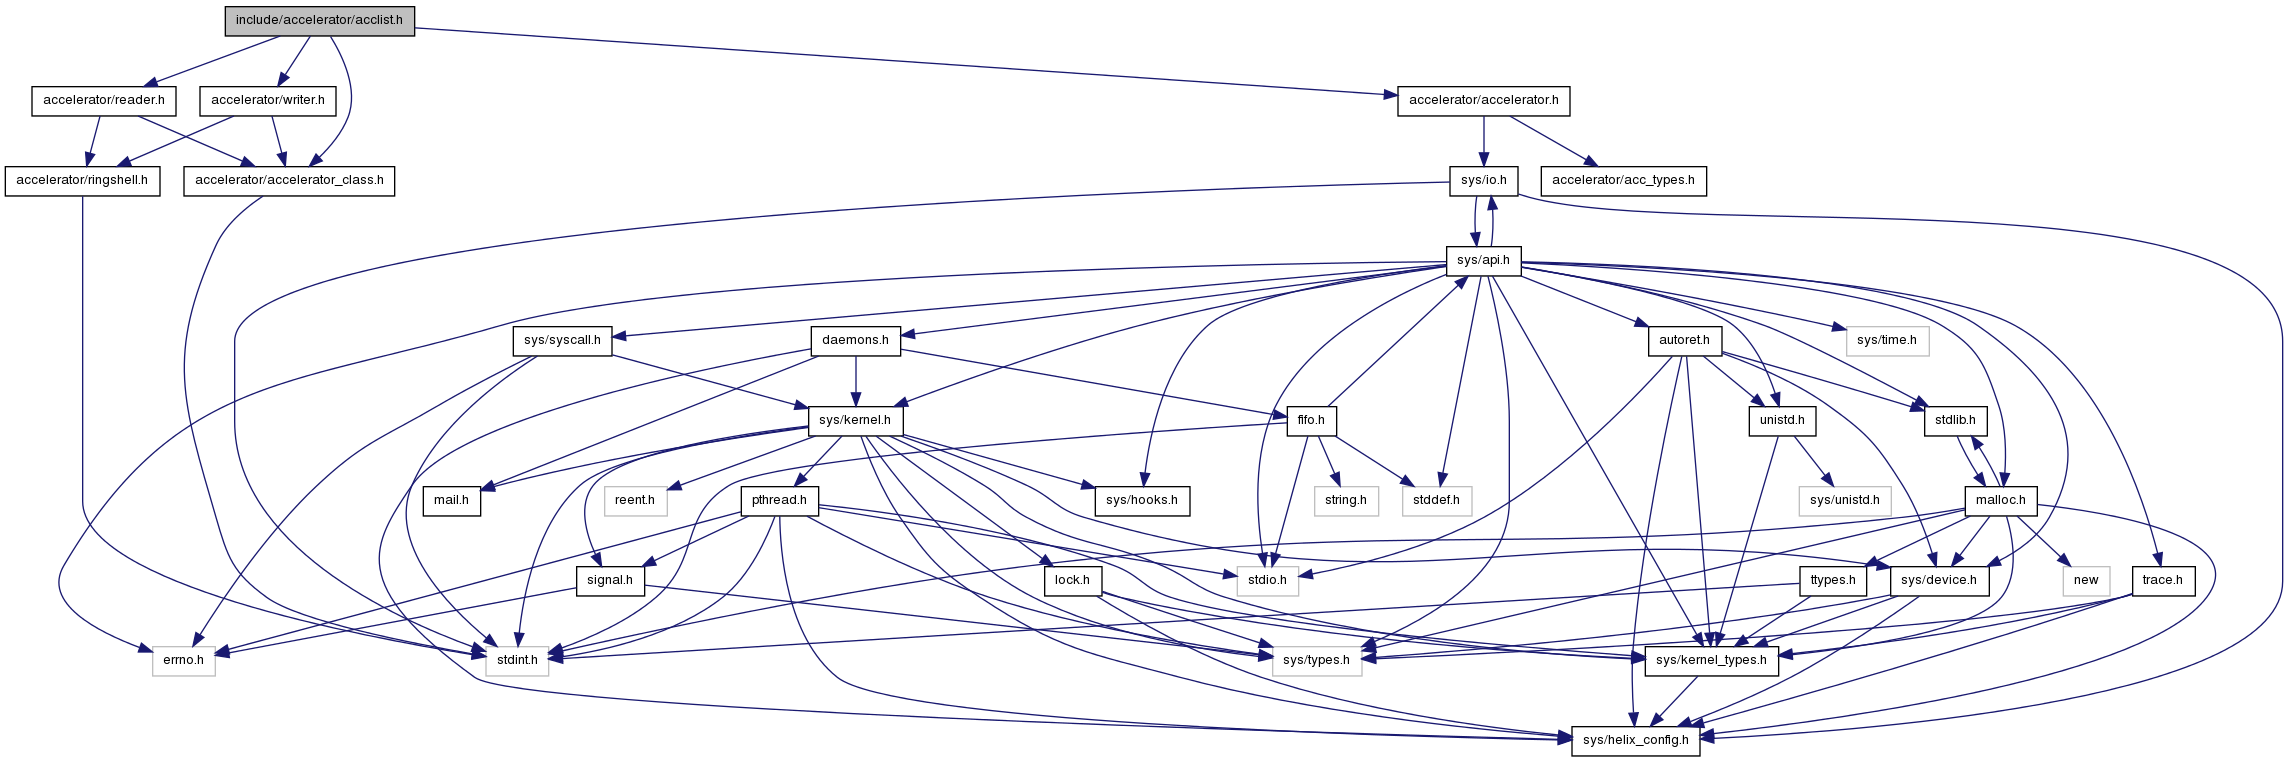 include/accelerator/acclist.h
accelerator/reader.h
accelerator/writer.h
accelerator/accelerator.h
accelerator/ringshell.h
accelerator/accelerator_class.h
sys/io.h
accelerator/acc_types.h
sys/api.h
sys/syscall.h
daemons.h
autoret.h
sys/time.h
sys/kernel.h
fifo.h
unistd.h
stdlib.h
mail.h
reent.h
pthread.h
sys/hooks.h
string.h
stddef.h
sys/unistd.h
malloc.h
signal.h
lock.h
stdio.h
ttypes.h
sys/device.h
new
trace.h
errno.h
stdint.h
sys/types.h
sys/kernel_types.h
sys/helix_config.h